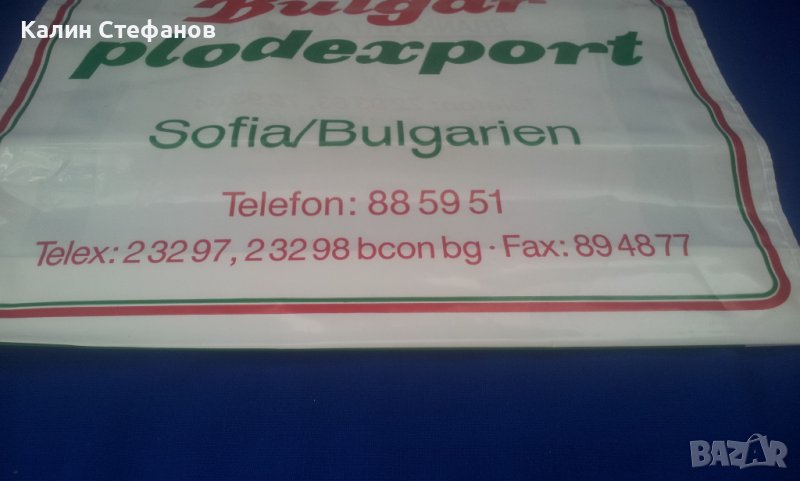 Калин Стефанов
Bulgar
plodexport
Sofia/Bulgarien
Telefon: 88 59 51
Telex: 2 32 97, 2 32 98 bcon bg · Fax: 89 48 77
BAZAR